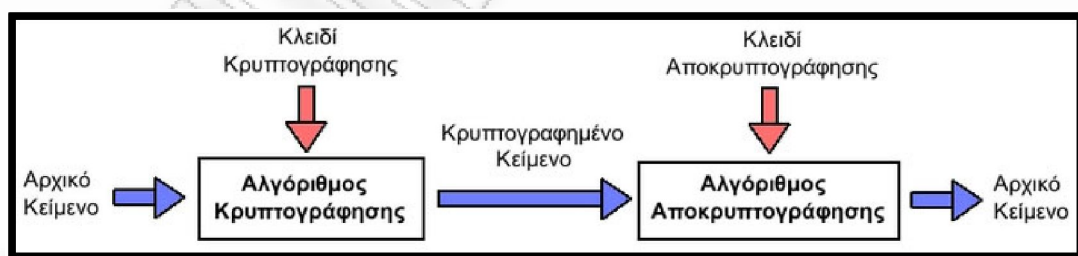 Κλειδί
Κρυπτογράφησης
Κλειδί
Αποκρυπτογράφησης
Αρχικό
Κείμενο
Αλγόριθμος
Κρυπτογράφησης
Κρυπτογραφημένο
Κείμενο
Αλγόριθμος
Αποκρυπτογράφησης
Αρχικό
Κείμενο